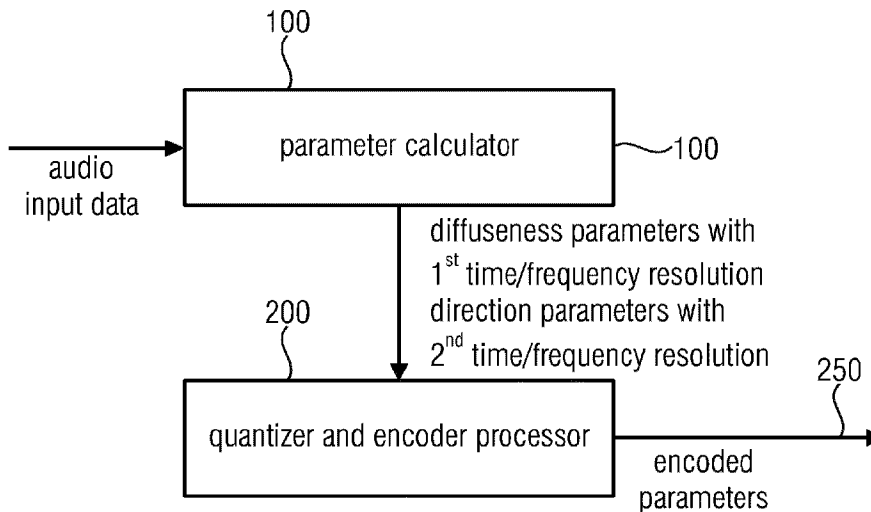 100
parameter calculator
100
audio
input data
diffuseness parameters with
1st time/frequency resolution
direction parameters with
2nd time/frequency resolution
200
quantizer and encoder processor
250
encoded
parameters